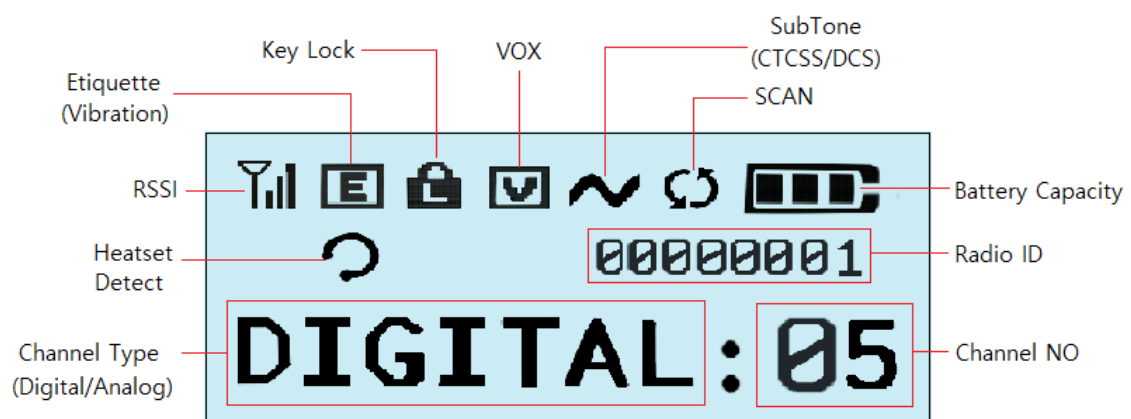 SubTone
(CTCSS/DCS)
Key Lock
VOX
SCAN
Etiquette
(Vibration)
RSSI
E
L
V
Battery Capacity
Heatset
Detect
00000001
Radio ID
Channel Type
(Digital/Analog)
DIGITAL:05
Channel NO